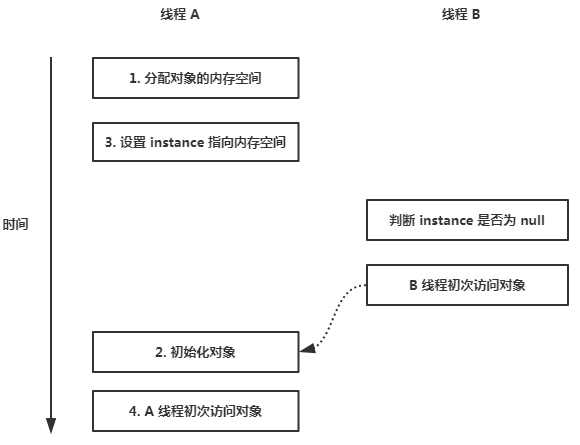 线程 A
线程 B
1. 分配对象的内存空间
3. 设置 instance 指向内存空间
判断 instance 是否为 null
时间
B 线程初次访问对象
2. 初始化对象
4. A 线程初次访问对象